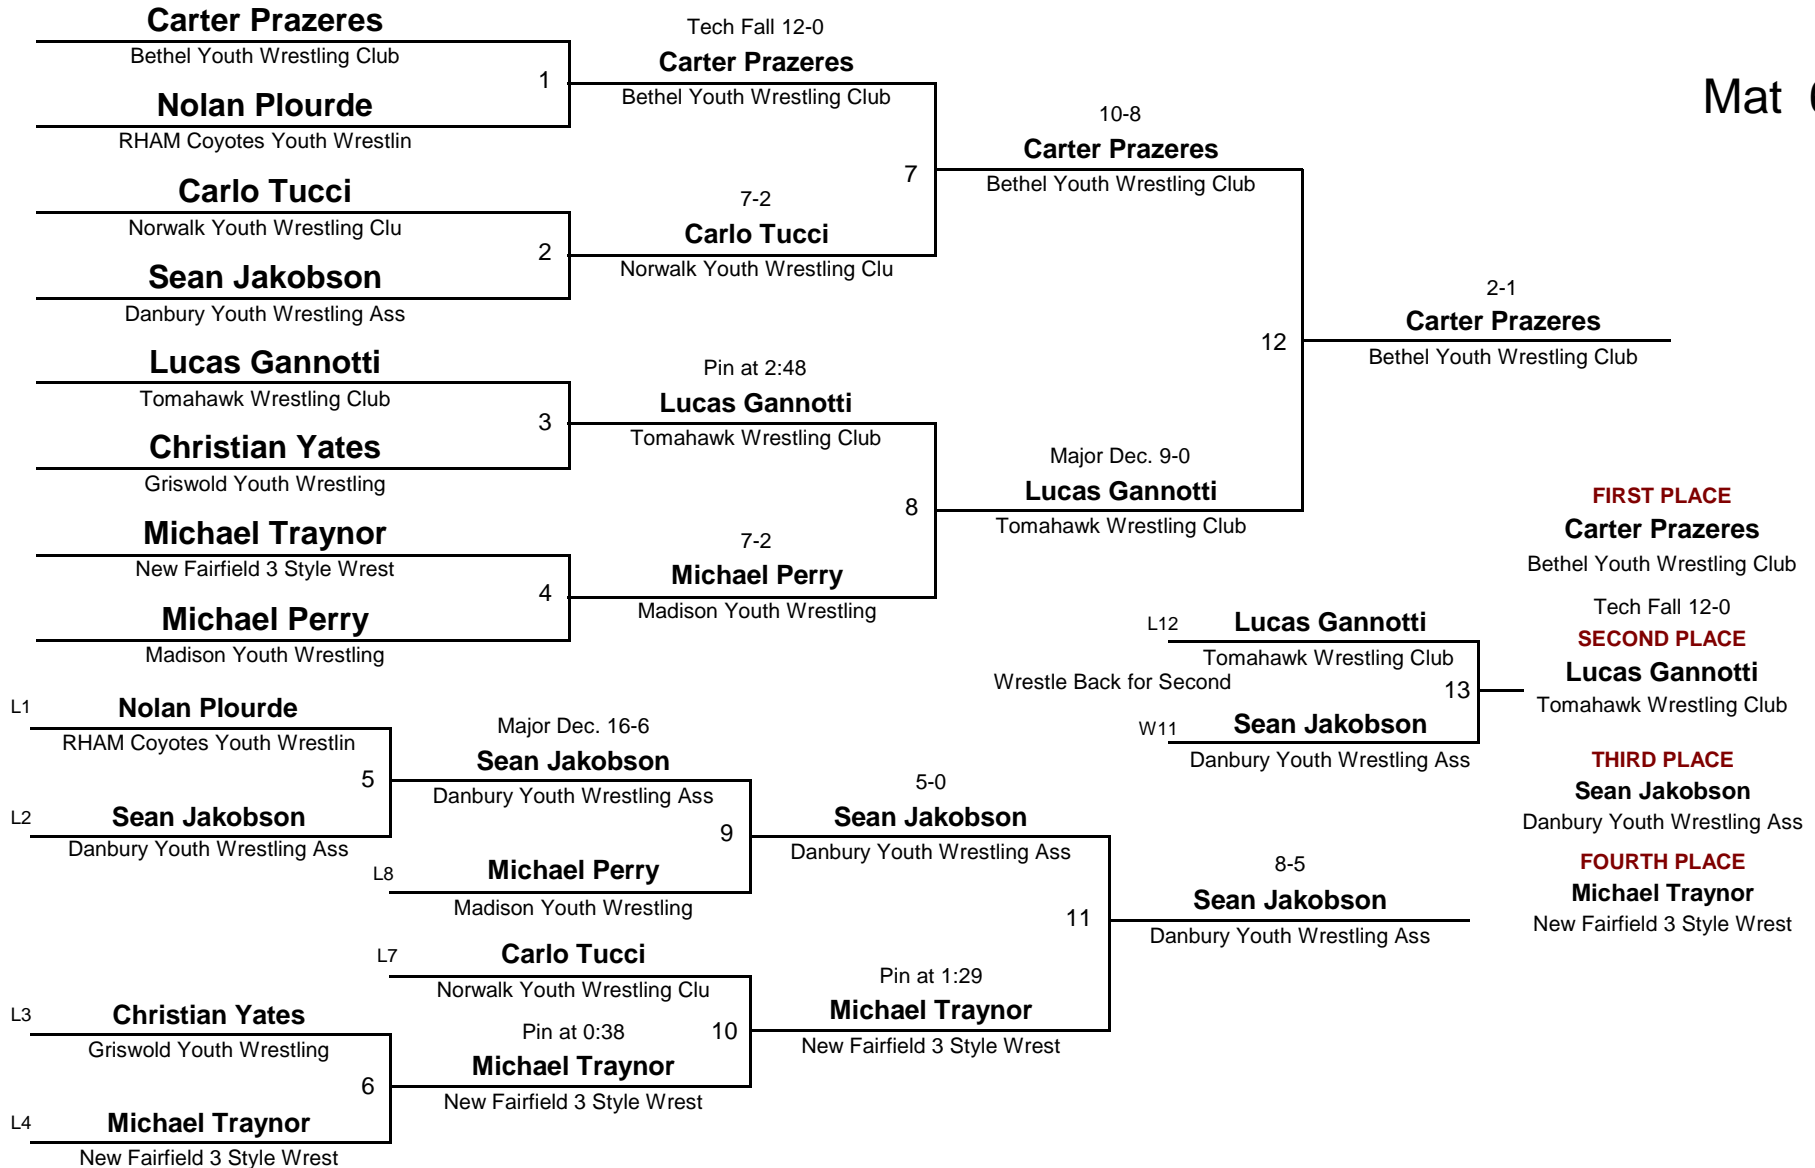 Carter Prazeres
Bethel Youth Wrestling Club
1
Nolan Plourde
RHAM Coyotes Youth Wrestlin
Carlo Tucci
Norwalk Youth Wrestling Clu
2
Sean Jakobson
Danbury Youth Wrestling Ass
Lucas Gannotti
Tomahawk Wrestling Club
3
Christian Yates
Griswold Youth Wrestling
Michael Traynor
New Fairfield 3 Style Wrest
4
Michael Perry
Madison Youth Wrestling
Tech Fall 12-0
Carter Prazeres
Bethel Youth Wrestling Club
7
7-2
Carlo Tucci
Norwalk Youth Wrestling Clu
Pin at 2:48
Lucas Gannotti
Tomahawk Wrestling Club
8
7-2
Michael Perry
Madison Youth Wrestling
10-8
Carter Prazeres
Bethel Youth Wrestling Club
12
Major Dec. 9-0
Lucas Gannotti
Tomahawk Wrestling Club
2-1
Carter Prazeres
Bethel Youth Wrestling Club
Mat
L1
Nolan Plourde
RHAM Coyotes Youth Wrestlin
5
L2
Sean Jakobson
Danbury Youth Wrestling Ass
L3
Christian Yates
Griswold Youth Wrestling
6
L4
Michael Traynor
New Fairfield 3 Style Wrest
Major Dec. 16-6
Sean Jakobson
Danbury Youth Wrestling Ass
9
L8
Michael Perry
Madison Youth Wrestling
L7
Carlo Tucci
Norwalk Youth Wrestling Clu
10
Pin at 0:38
Michael Traynor
New Fairfield 3 Style Wrest
5-0
Sean Jakobson
Danbury Youth Wrestling Ass
11
Pin at 1:29
Michael Traynor
New Fairfield 3 Style Wrest
8-5
Sean Jakobson
Danbury Youth Wrestling Ass
L12
Lucas Gannotti
Tomahawk Wrestling Club
Wrestle Back for Second
13
W11
Sean Jakobson
Danbury Youth Wrestling Ass
FIRST PLACE
Carter Prazeres
Bethel Youth Wrestling Club
Tech Fall 12-0
SECOND PLACE
Lucas Gannotti
Tomahawk Wrestling Club
THIRD PLACE
Sean Jakobson
Danbury Youth Wrestling Ass
FOURTH PLACE
Michael Traynor
New Fairfield 3 Style Wrest